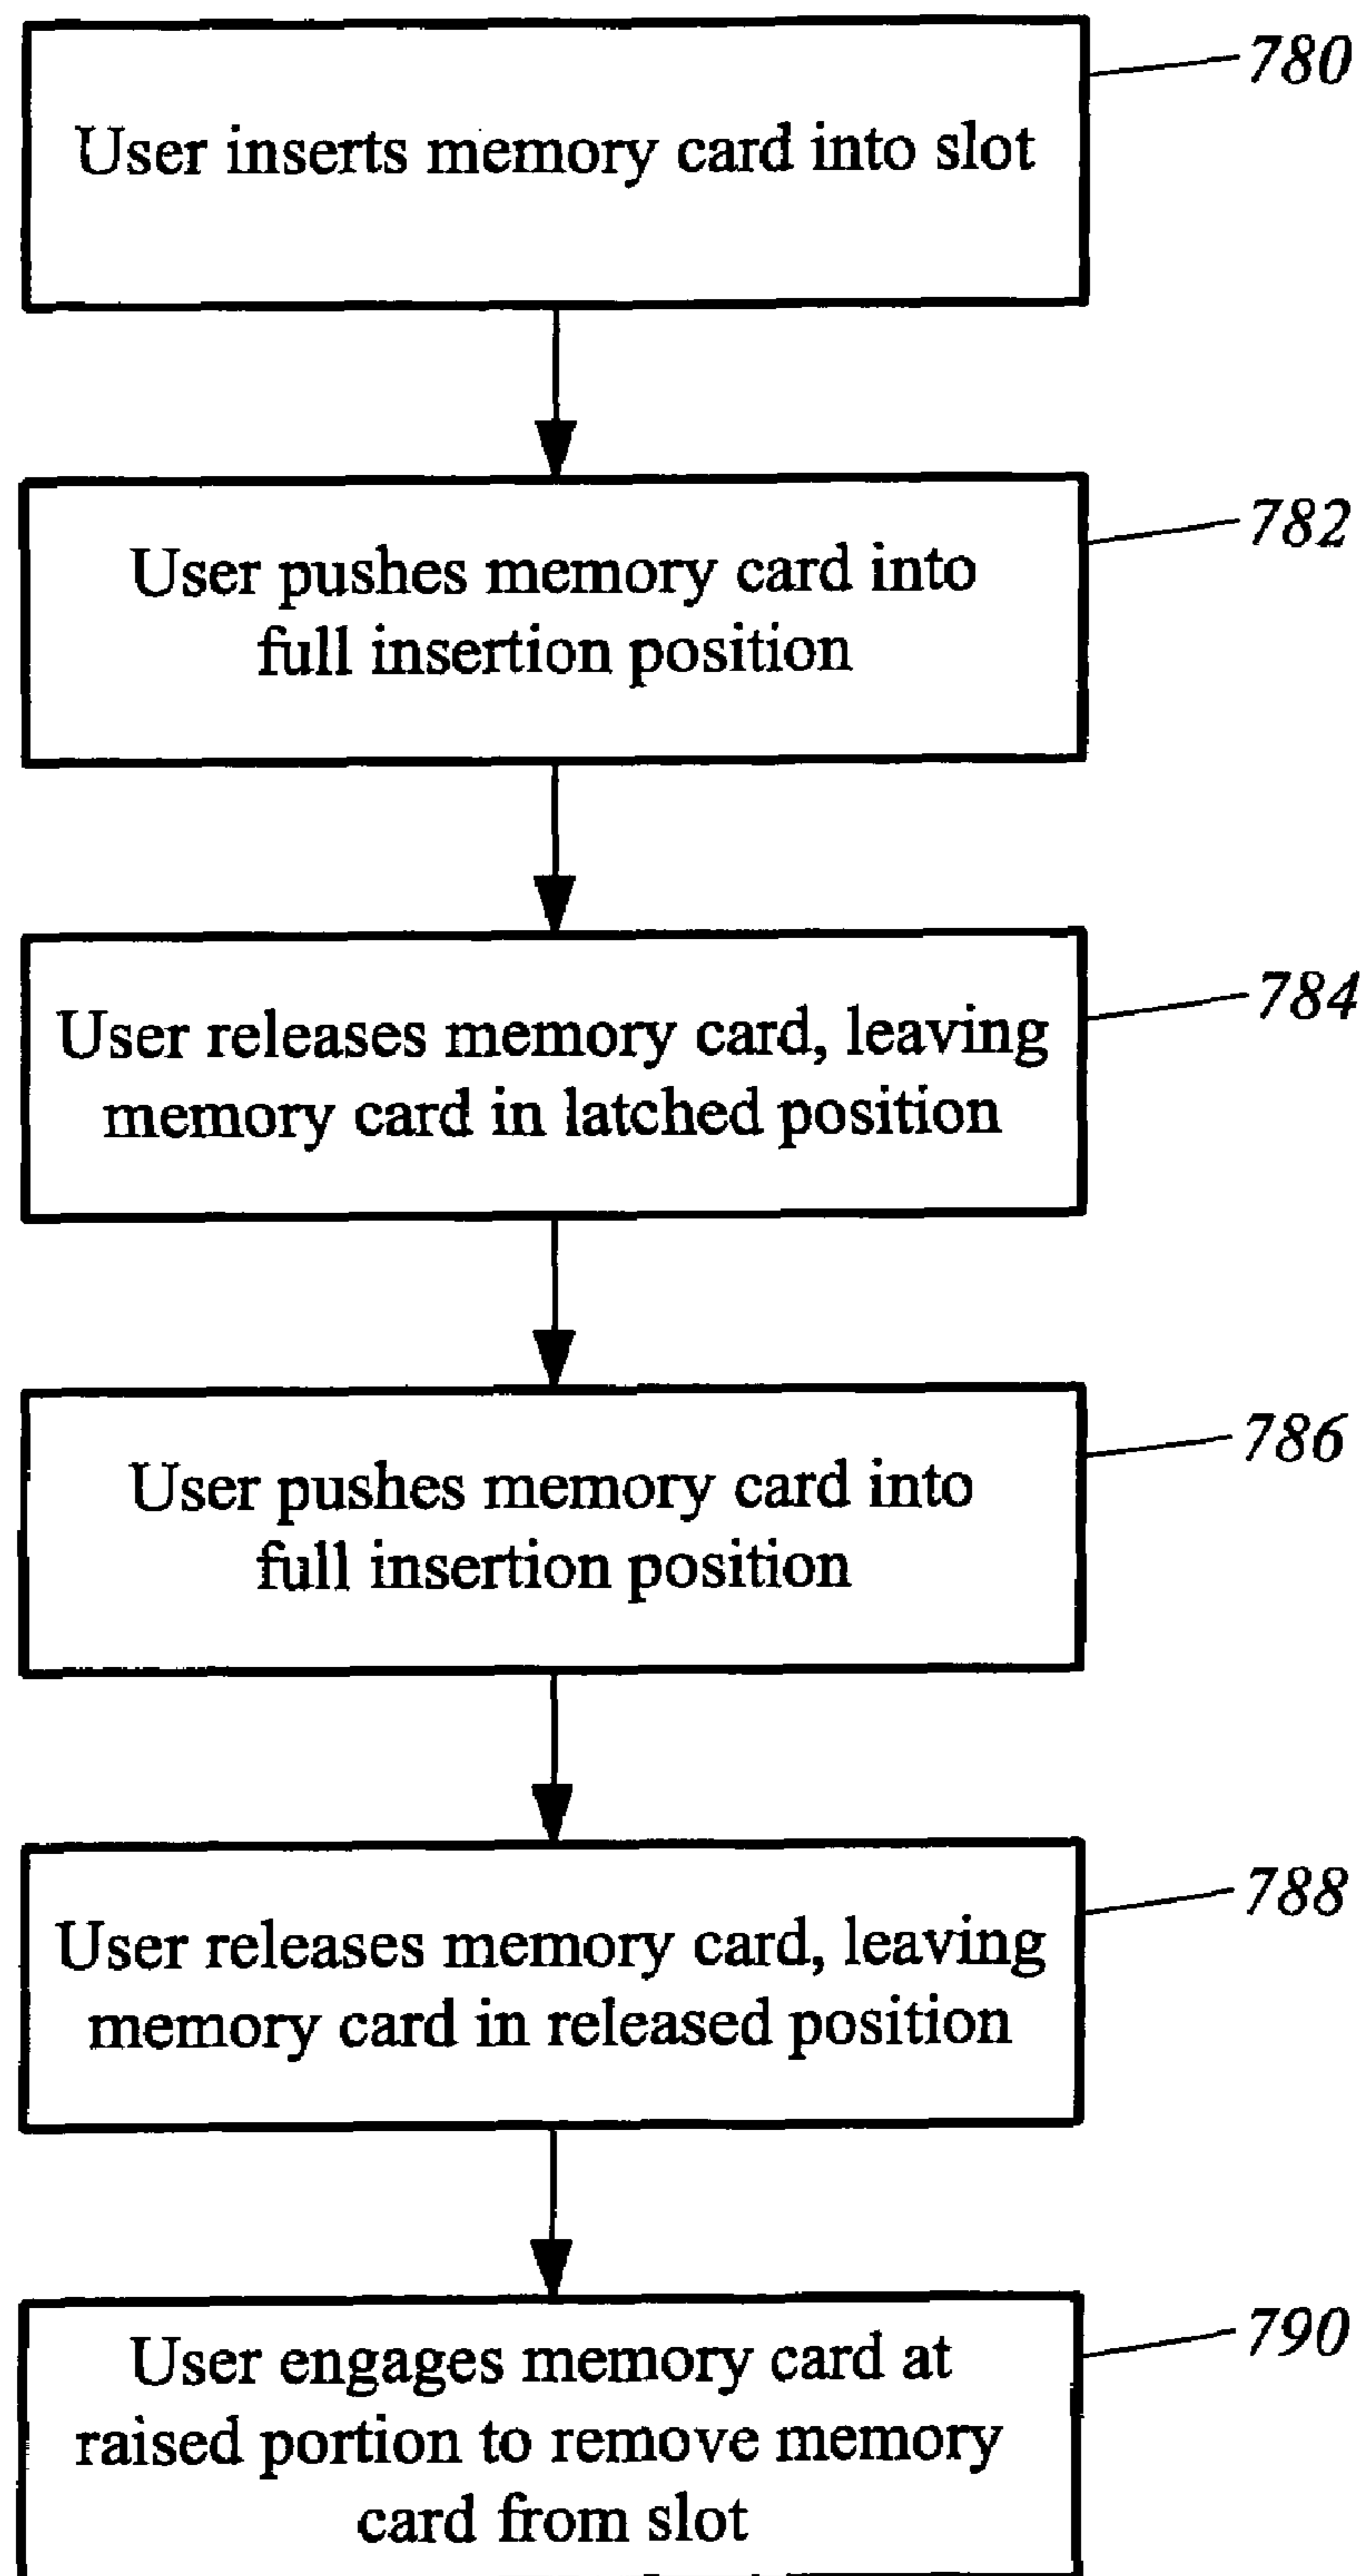 780
User inserts memory card into slot
782
User pushes memory card into
full insertion position
784
User releases memory card, leaving
memory card in latched position
786
User pushes memory card into
full insertion position
788
User releases memory card, leaving
memory card in released position
790
User engages memory card at
raised portion to remove memory
card from slot